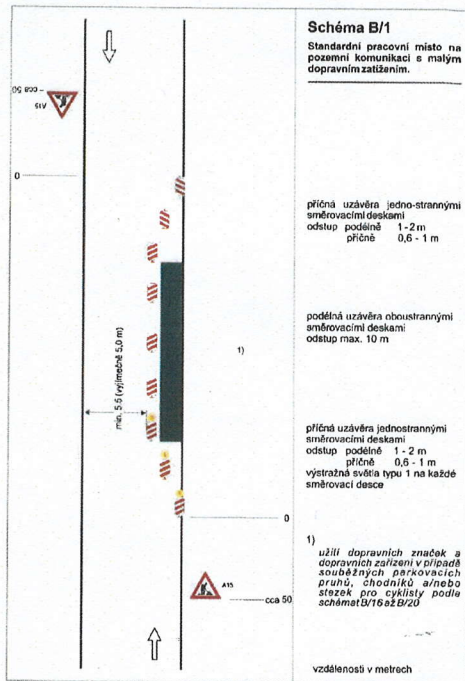 Schéma B/1
Standardní pracovní místo na
pozemní komunikaci s malým
dopravním zatížením.
cca 50
A15
0
příčná uzávěra jedno-strannými
směrovacími deskami
odstup podélně 1-2 m
příčně 0,6 - 1 m
podélná uzávěra oboustrannými
směrovacími deskami
odstup max. 10 m
1)
min. 5.5 (vyjímečně 5,0 m)
příčná uzávěra jednostrannými
směrovacími deskami
odstup podélně 1 - 2 m
příčně 0,6 - 1 m
výstražná světla typu 1 na každé
směrovací desce
0
1)
užití dopravních značek a
dopravních zařízení v případě
souběžných parkovacích
pruhů, chodníků a/nebo
stezek pro cyklisty podle
schémat B/16 až B/20
A15
cca 50
vzdálenosti v metrech